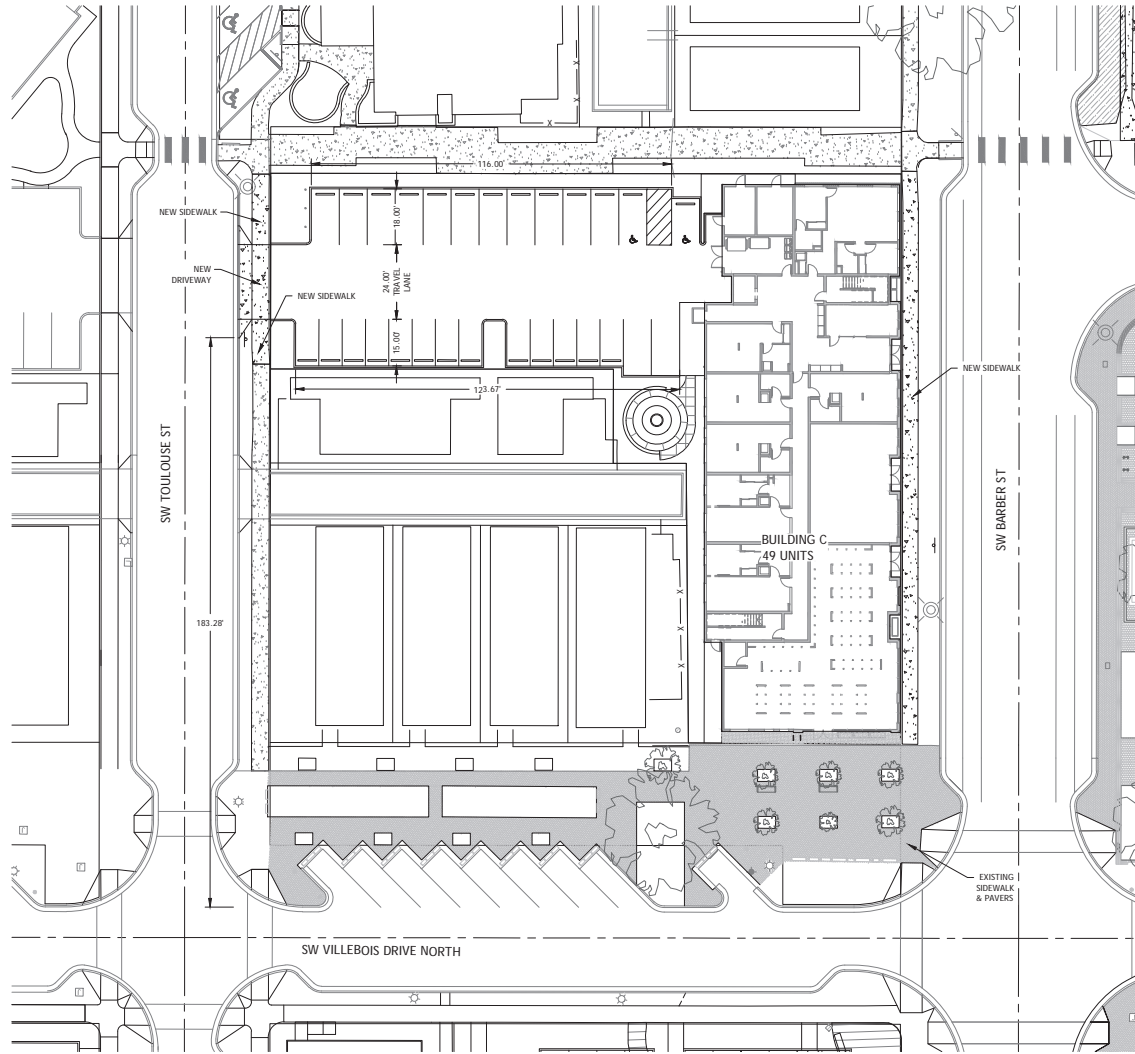 116.00'
NEW SIDEWALK
18.00'
NEW
DRIVEWAY
24.00'
TRAVEL
LANE
NEW SIDEWALK
15.00'
123.67'
NEW SIDEWALK
SW TOULOUSE ST
SW BARBER ST
BUILDING C
49 UNITS
183.28'
EXISTING
SIDEWALK
& PAVERS
SW VILLEBOIS DRIVE NORTH